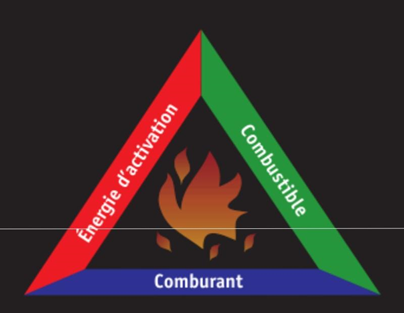 Énergie d'activation
Combustible
Comburant